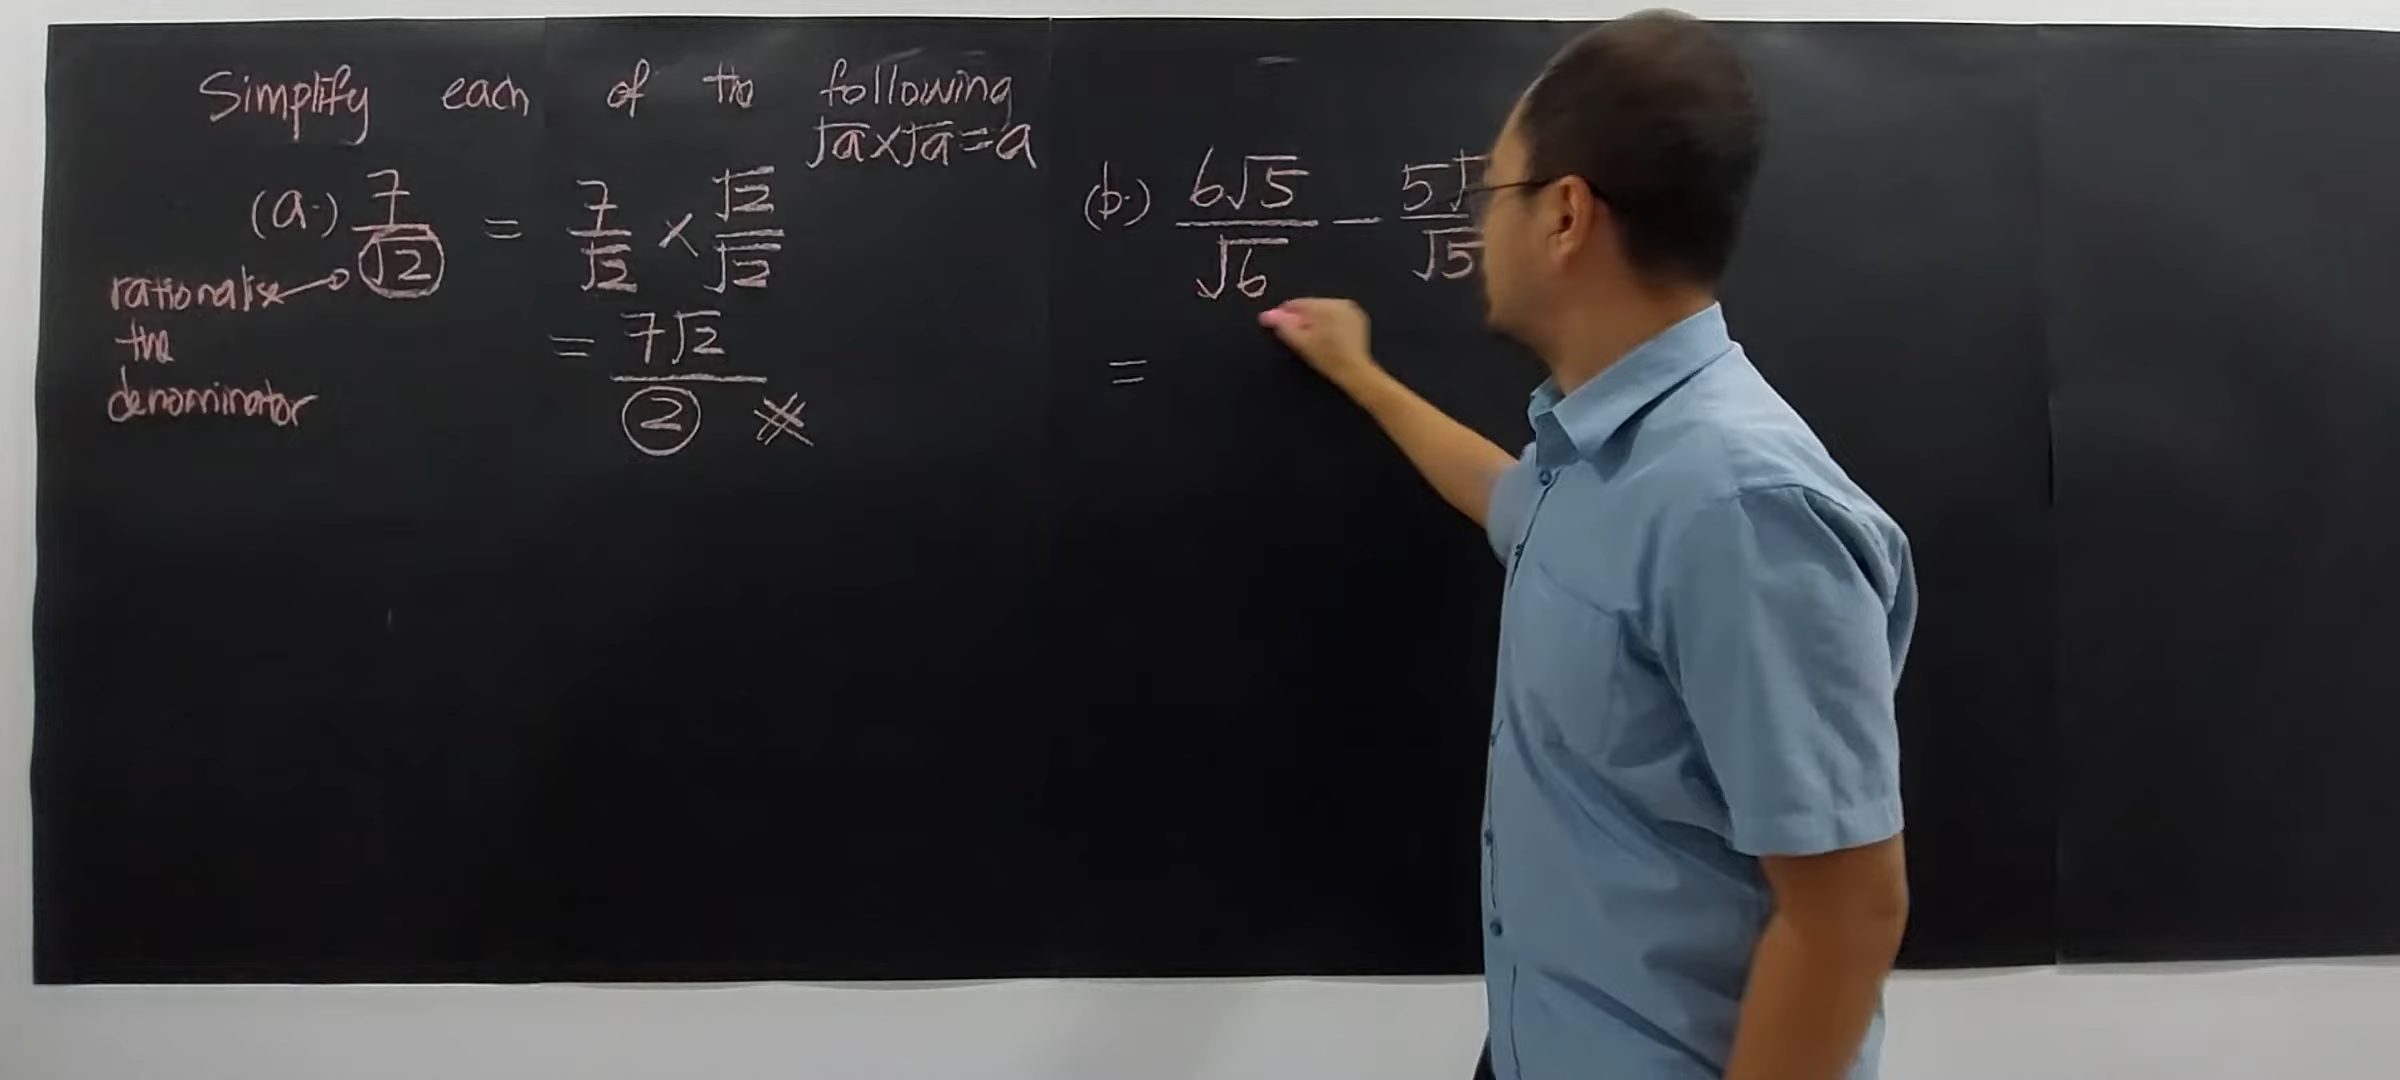 Simplify each of the following
√a×√a=a
(a.) 7/√2 = 7/√2 × √2/√2
rationalise the denominator
= 7√2/2
(b.) 6√5/√6 − 5√/√5
=